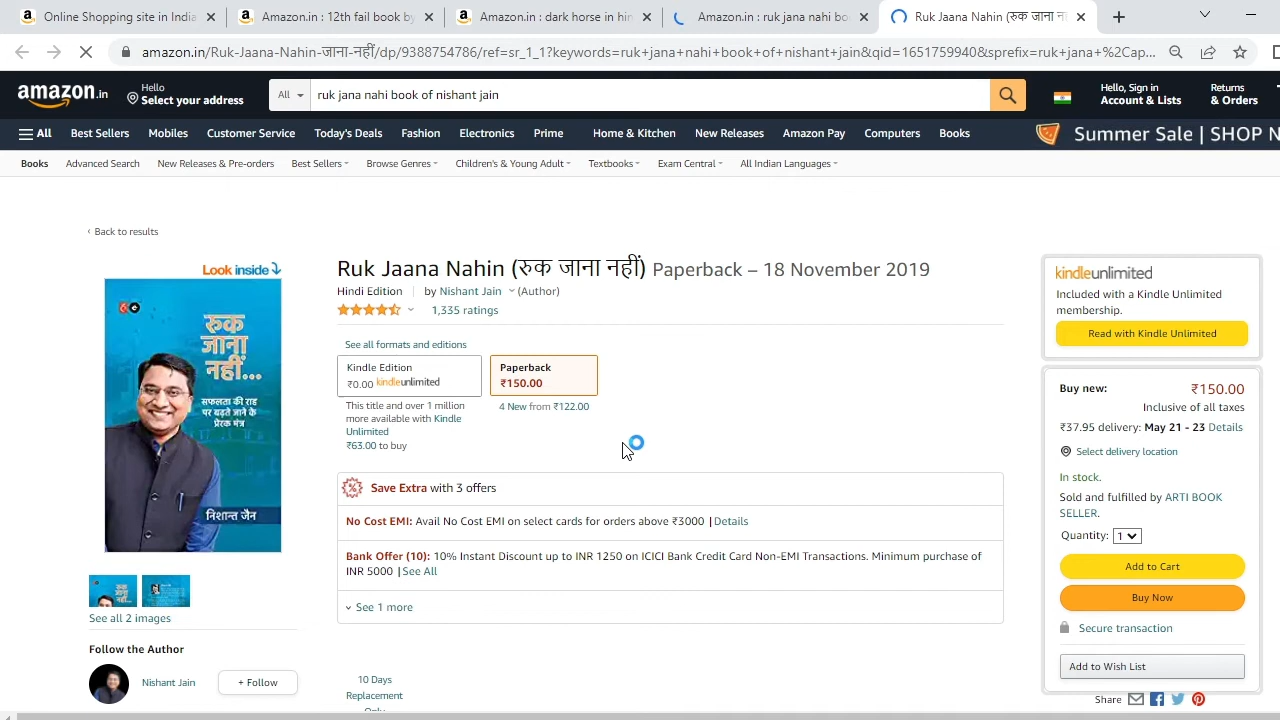 Online Shopping site in India
Amazon.in : 12th fail book by
Amazon.in : dark horse in hin
Amazon.in : ruk jana nahi bo
Ruk Jaana Nahin (रुक जाना न
amazon.in/Ruk-Jaana-Nahin-जाना-नहीं/dp/9388754786/ref=sr_1_1?keywords=ruk+jana+nahi+book+of+nishant+jain&qid=1651759940&sprefix=ruk+jana+%2Cap...
amazon.in
Hello
Select your address
All
ruk jana nahi book of nishant jain
Hello, Sign in
Account & Lists
Returns
& Orders
All Best Sellers Mobiles Customer Service Today's Deals Fashion Electronics Prime Home & Kitchen New Releases Amazon Pay Computers Books
Summer Sale | SHOP N
Books Advanced Search New Releases & Pre-orders Best Sellers Browse Genres Children's & Young Adult Textbooks Exam Central All Indian Languages
‹ Back to results
Look inside
रुक
जाना
नहीं...
सफलता की राह
पर बढ़ते जाने के
प्रेरक मंत्र
निशान्त जैन
See all 2 images
Follow the Author
Nishant Jain
+ Follow
Ruk Jaana Nahin (रुक जाना नहीं) Paperback – 18 November 2019
Hindi Edition | by Nishant Jain (Author)
1,335 ratings
See all formats and editions
Kindle Edition
₹0.00 kindleunlimited
This title and over 1 million
more available with Kindle
Unlimited
₹63.00 to buy
Paperback
₹150.00
4 New from ₹122.00
Save Extra with 3 offers
No Cost EMI: Avail No Cost EMI on select cards for orders above ₹3000 | Details
Bank Offer (10): 10% Instant Discount up to INR 1250 on ICICI Bank Credit Card Non-EMI Transactions. Minimum purchase of
INR 5000 | See All
See 1 more
10 Days
Replacement
Only
kindleunlimited
Included with a Kindle Unlimited
membership.
Read with Kindle Unlimited
Buy new: ₹150.00
Inclusive of all taxes
₹37.95 delivery: May 21 - 23 Details
Select delivery location
In stock.
Sold and fulfilled by ARTI BOOK
SELLER.
Quantity: 1
Add to Cart
Buy Now
Secure transaction
Add to Wish List
Share